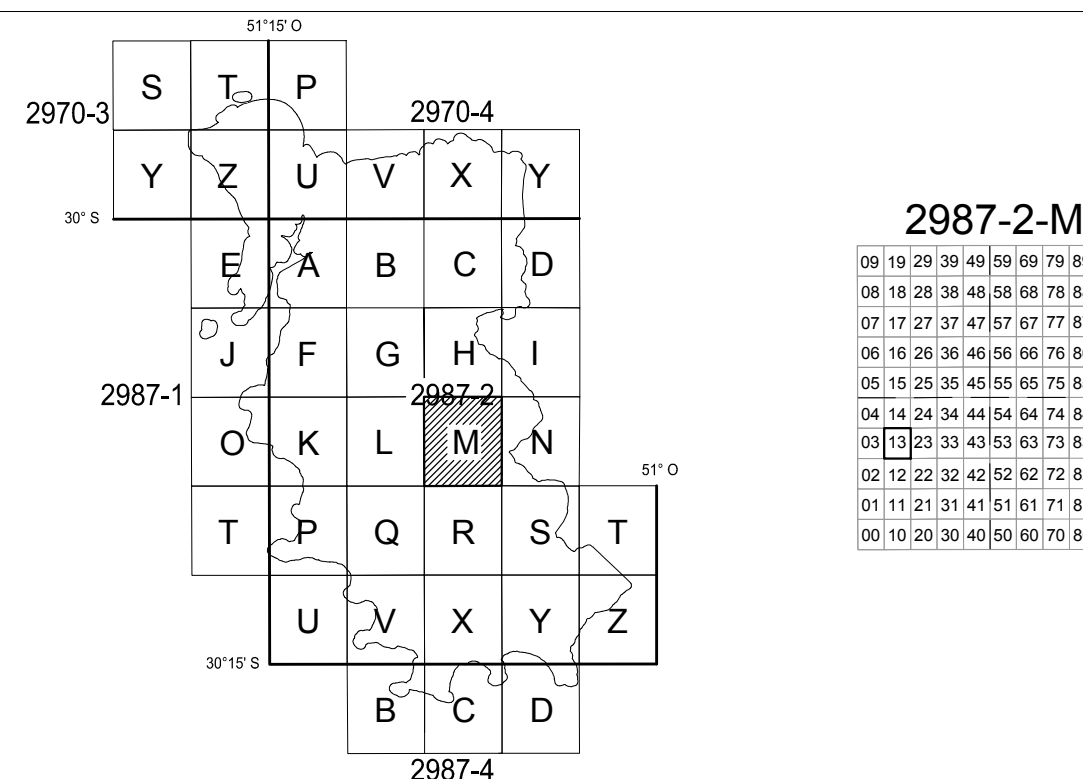 51°15' O
S T P
2970-3 2970-4
Y Z U V X Y
30° S
E A B C D
J F G H I
2987-1 2987-2
O K L M N
51° O
T P Q R S T
U V X Y Z
30°15' S
B C D
2987-4
2987-2-M
09 19 29 39 49 59 69 79
08 18 28 38 48 58 68 78
07 17 27 37 47 57 67 77
06 16 26 36 46 56 66 76
05 15 25 35 45 55 65 75
04 14 24 34 44 54 64 74
03 13 23 33 43 53 63 73
02 12 22 32 42 52 62 72
01 11 21 31 41 51 61 71
00 10 20 30 40 50 60 70